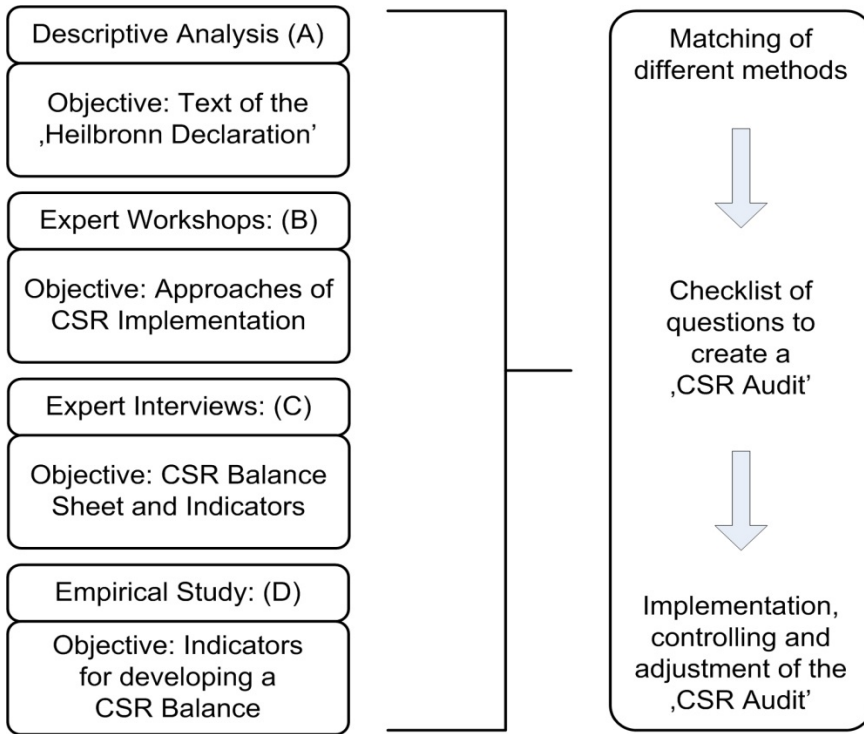 Descriptive Analysis (A)
Objective: Text of the
‚Heilbronn Declaration’
Expert Workshops: (B)
Objective: Approaches of
CSR Implementation
Expert Interviews: (C)
Objective: CSR Balance
Sheet and Indicators
Empirical Study: (D)
Objective: Indicators
for developing a
CSR Balance
Matching of
different methods
Checklist of
questions to
create a
‚CSR Audit’
Implementation,
controlling and
adjustment of the
‚CSR Audit’